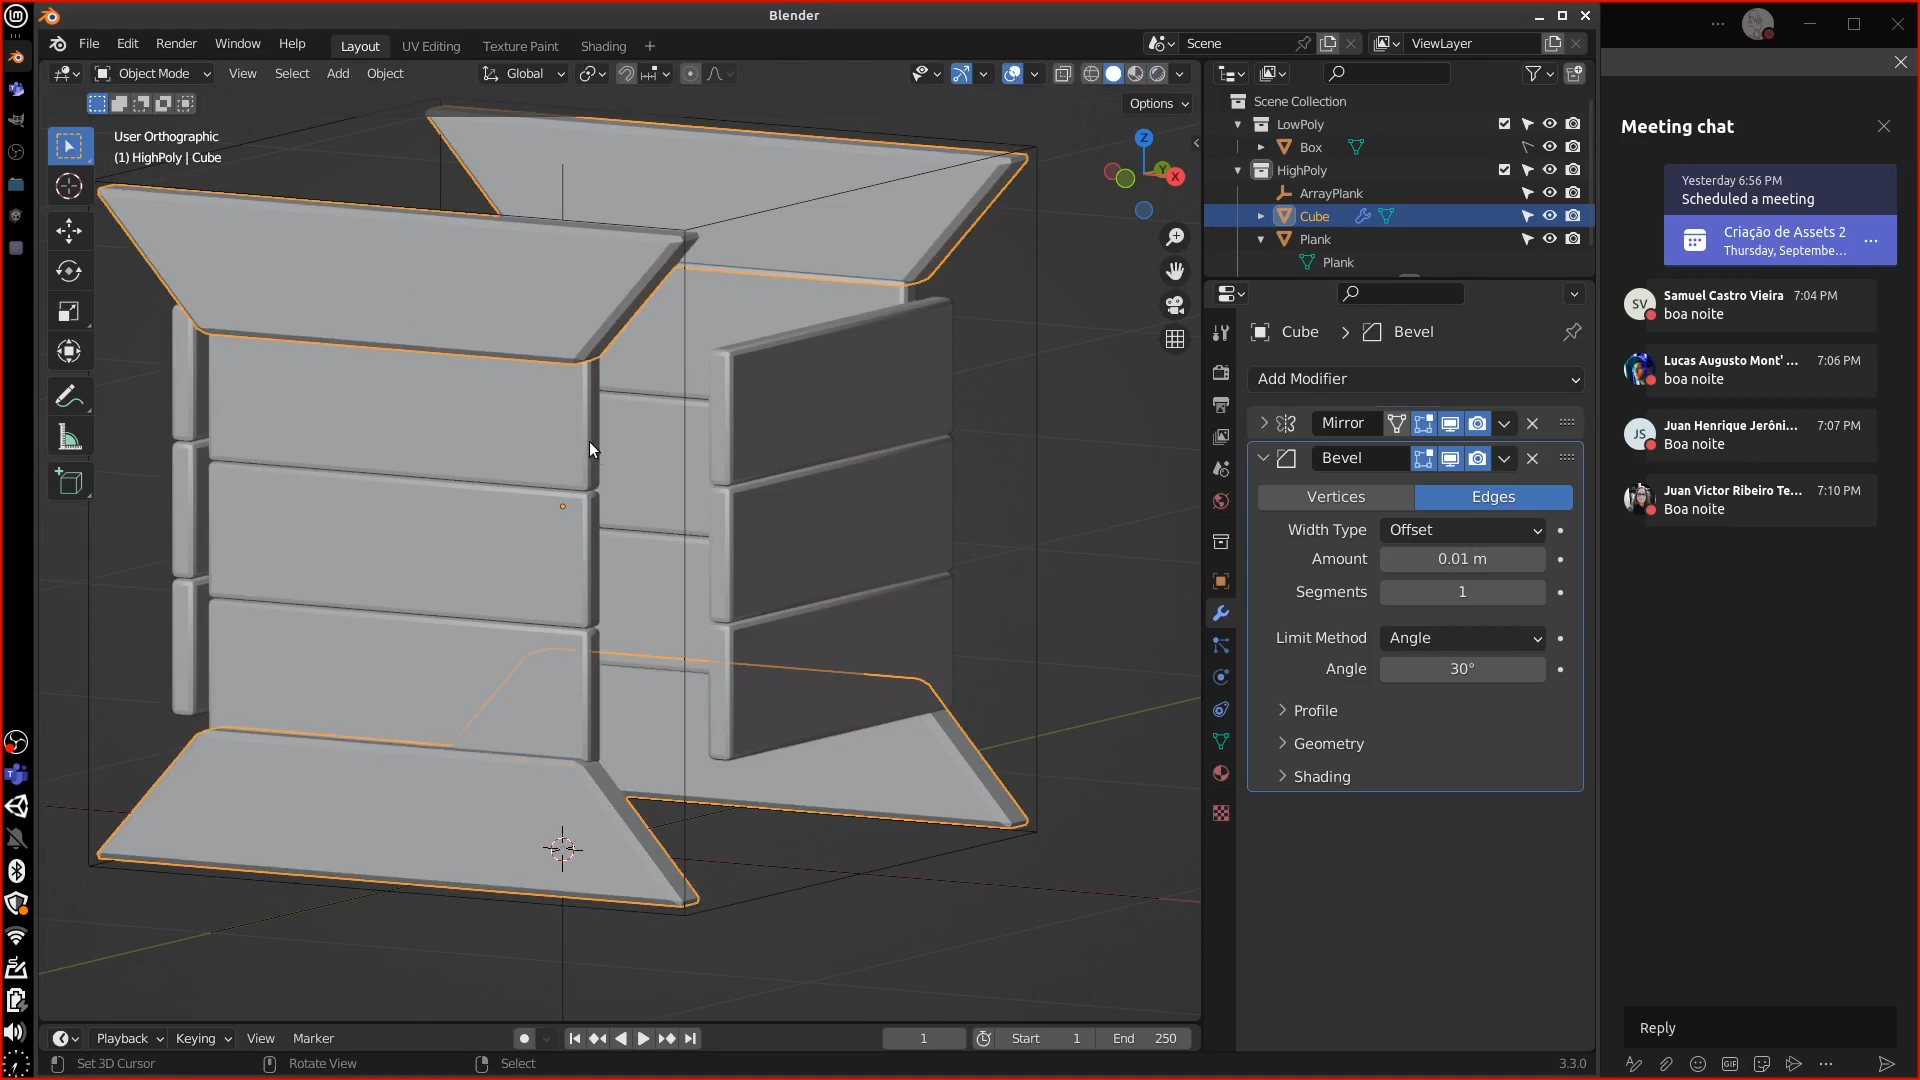 Blender
File Edit Render Window Help Layout UV Editing Texture Paint Shading Scene ViewLayer
Object Mode View Select Add Object Global
Options
User Orthographic
(1) HighPoly | Cube
Z
Y
X
Scene Collection
LowPoly
Box
HighPoly
ArrayPlank
Cube
Plank
Plank
Cube Bevel
Add Modifier
Mirror
Bevel
Vertices Edges
Width Type Offset
Amount 0.01 m
Segments 1
Limit Method Angle
Angle 30°
Profile
Geometry
Shading
Playback Keying View Marker 1 Start 1 End 250
Set 3D Cursor Rotate View Select 3.3.0
Meeting chat
Yesterday 6:56 PM
Scheduled a meeting
Criação de Assets 2
Thursday, Septembe...
SV
Samuel Castro Vieira 7:04 PM
boa noite
Lucas Augusto Mont' ... 7:06 PM
boa noite
JS
Juan Henrique Jerôni... 7:07 PM
Boa noite
Juan Victor Ribeiro Te... 7:10 PM
Boa noite
Reply
GIF